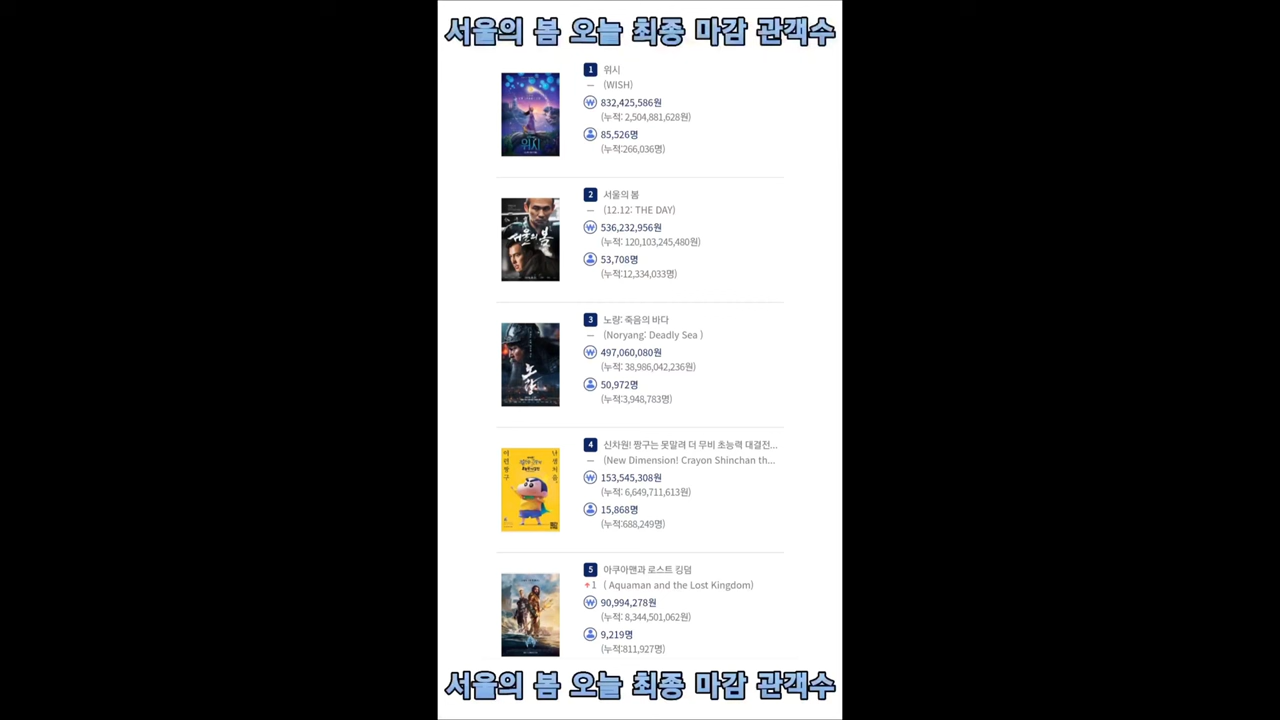 서울의 봄 오늘 최종 마감 관객수
1 위시
– (WISH)
832,425,586원
(누적: 2,504,881,628원)
85,526명
(누적:266,036명)
위시
2 서울의 봄
– (12.12: THE DAY)
536,232,956원
(누적: 120,103,245,480원)
53,708명
(누적:12,334,033명)
서울의 봄
3 노량: 죽음의 바다
– (Noryang: Deadly Sea )
497,060,080원
(누적: 38,986,042,236원)
50,972명
(누적:3,948,783명)
노량
4 신차원! 짱구는 못말려 더 무비 초능력 대결전...
– (New Dimension! Crayon Shinchan th...
153,545,308원
(누적: 6,649,711,613원)
15,868명
(누적:688,249명)
5 아쿠아맨과 로스트 킹덤
↑1 ( Aquaman and the Lost Kingdom)
90,994,278원
(누적: 8,344,501,062원)
9,219명
(누적:811,927명)
서울의 봄 오늘 최종 마감 관객수